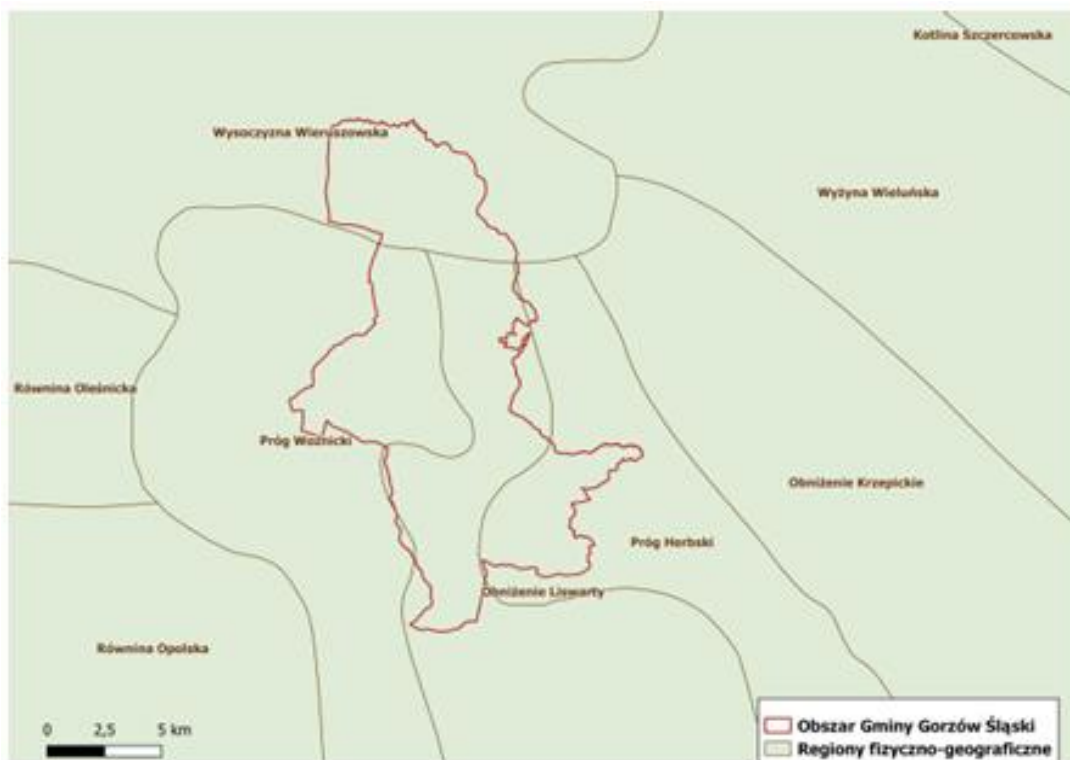 Kotlina Szczercowska
Wysoczyzna Wieruszowska
Wyżyna Wieluńska
Równina Oleśnicka
Próg Woźnicki
Obniżenie Krzepickie
Próg Herbski
Obniżenie Liswarty
Równina Opolska
0 2,5 5 km
Obszar Gminy Gorzów Śląski
Regiony fizyczno-geograficzne